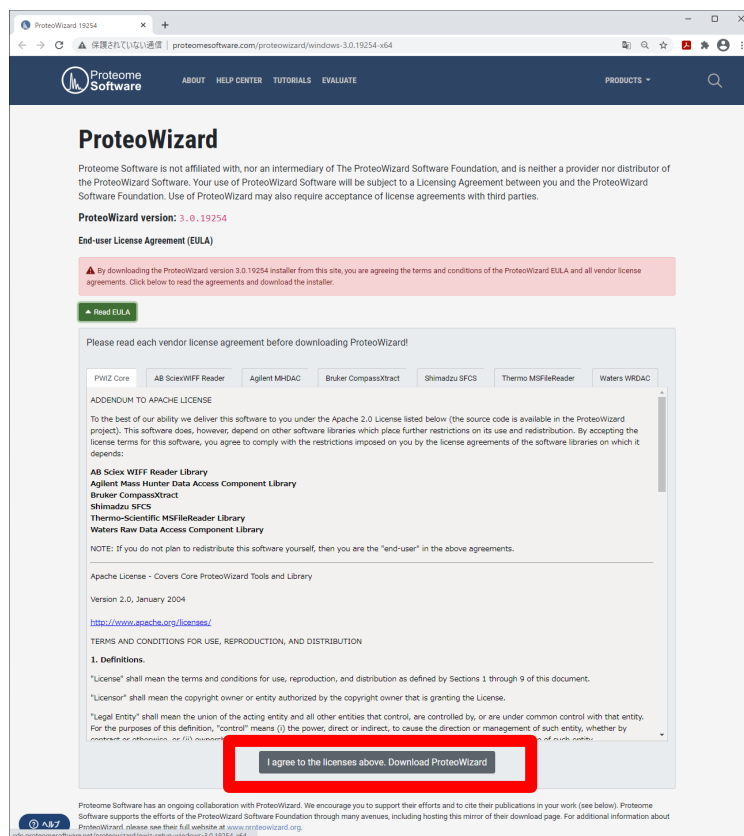 ProteoWizard 19254
保護されていない通信 | proteomesoftware.com/proteowizard/windows-3.0.19254-x64
Proteome
Software
ABOUT HELP CENTER TUTORIALS EVALUATE PRODUCTS
ProteoWizard
Proteome Software is not affiliated with, nor an intermediary of The ProteoWizard Software Foundation, and is neither a provider nor distributor of
the ProteoWizard Software. Your use of ProteoWizard Software will be subject to a Licensing Agreement between you and the ProteoWizard
Software Foundation. Use of ProteoWizard may also require acceptance of license agreements with third parties.
ProteoWizard version: 3.0.19254
End-user License Agreement (EULA)
By downloading the ProteoWizard version 3.0.19254 installer from this site, you are agreeing the terms and conditions of the ProteoWizard EULA and all vendor license
agreements. Click below to read the agreements and download the installer.
Read EULA
Please read each vendor license agreement before downloading ProteoWizard!
PWIZ Core AB SciexWIFF Reader Agilent MHDAC Bruker CompassXtract Shimadzu SFCS Thermo MSFileReader Waters WRDAC
ADDENDUM TO APACHE LICENSE
To the best of our ability we deliver this software to you under the Apache 2.0 License listed below (the source code is available in the ProteoWizard
project). This software does, however, depend on other software libraries which place further restrictions on its use and redistribution. By accepting the
license terms for this software, you agree to comply with the restrictions imposed on you by the license agreements of the software libraries on which it
depends:
AB Sciex WIFF Reader Library
Agilent Mass Hunter Data Access Component Library
Bruker CompassXtract
Shimadzu SFCS
Thermo-Scientific MSFileReader Library
Waters Raw Data Access Component Library
NOTE: If you do not plan to redistribute this software yourself, then you are the "end-user" in the above agreements.
Apache License - Covers Core ProteoWizard Tools and Library
Version 2.0, January 2004
http://www.apache.org/licenses/
TERMS AND CONDITIONS FOR USE, REPRODUCTION, AND DISTRIBUTION
1. Definitions.
"License" shall mean the terms and conditions for use, reproduction, and distribution as defined by Sections 1 through 9 of this document.
"Licensor" shall mean the copyright owner or entity authorized by the copyright owner that is granting the License.
"Legal Entity" shall mean the union of the acting entity and all other entities that control, are controlled by, or are under common control with that entity.
For the purposes of this definition, "control" means (i) the power, direct or indirect, to cause the direction or management of such entity, whether by
contract or otherwise, or (ii) of such entity
I agree to the licenses above. Download ProteoWizard
Proteome Software has an ongoing collaboration with ProteoWizard. We encourage you to support their efforts and to cite their publications in your work (see below). Proteome
Software supports the efforts of the ProteoWizard Software Foundation through many avenues, including hosting this mirror of their download page. For additional information about
ProteoWizard, please see their full website at www.proteowizard.org.
ヘルプ